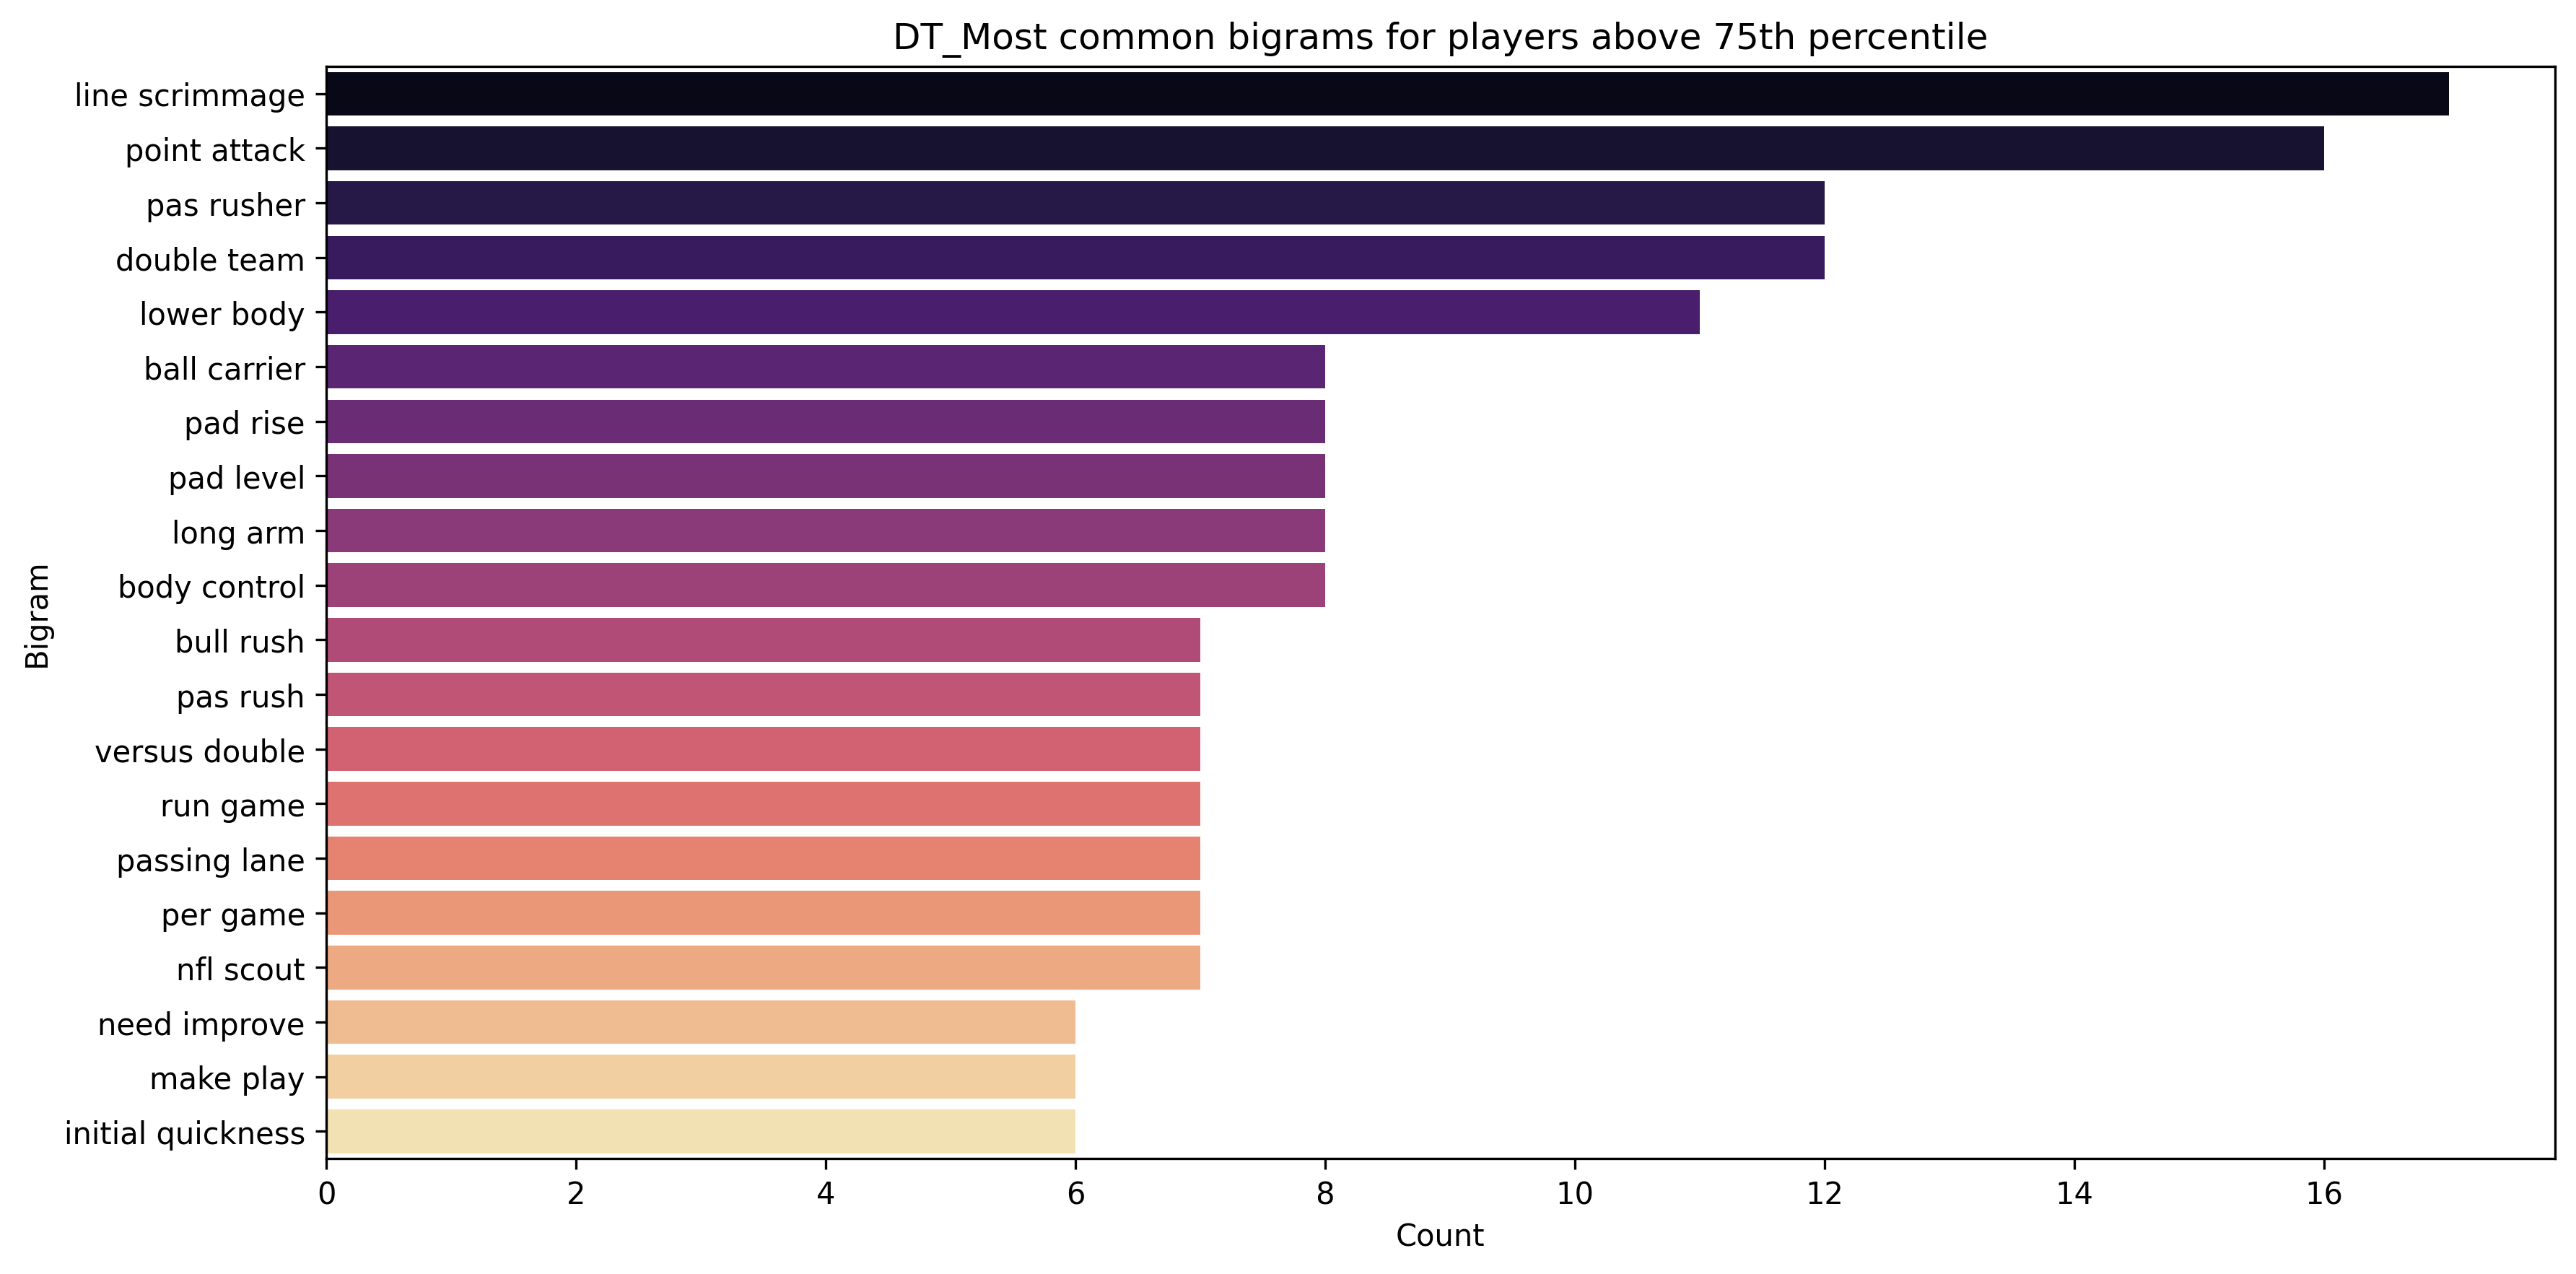 DT_Most common bigrams for players above 75th percentile
line scrimmage
point attack
pas rusher
double team
lower body
ball carrier
pad rise
pad level
long arm
body control
bull rush
pas rush
versus double
run game
passing lane
per game
nfl scout
need improve
make play
initial quickness
Bigram
0 2 4 6 8 10 12 14 16
Count